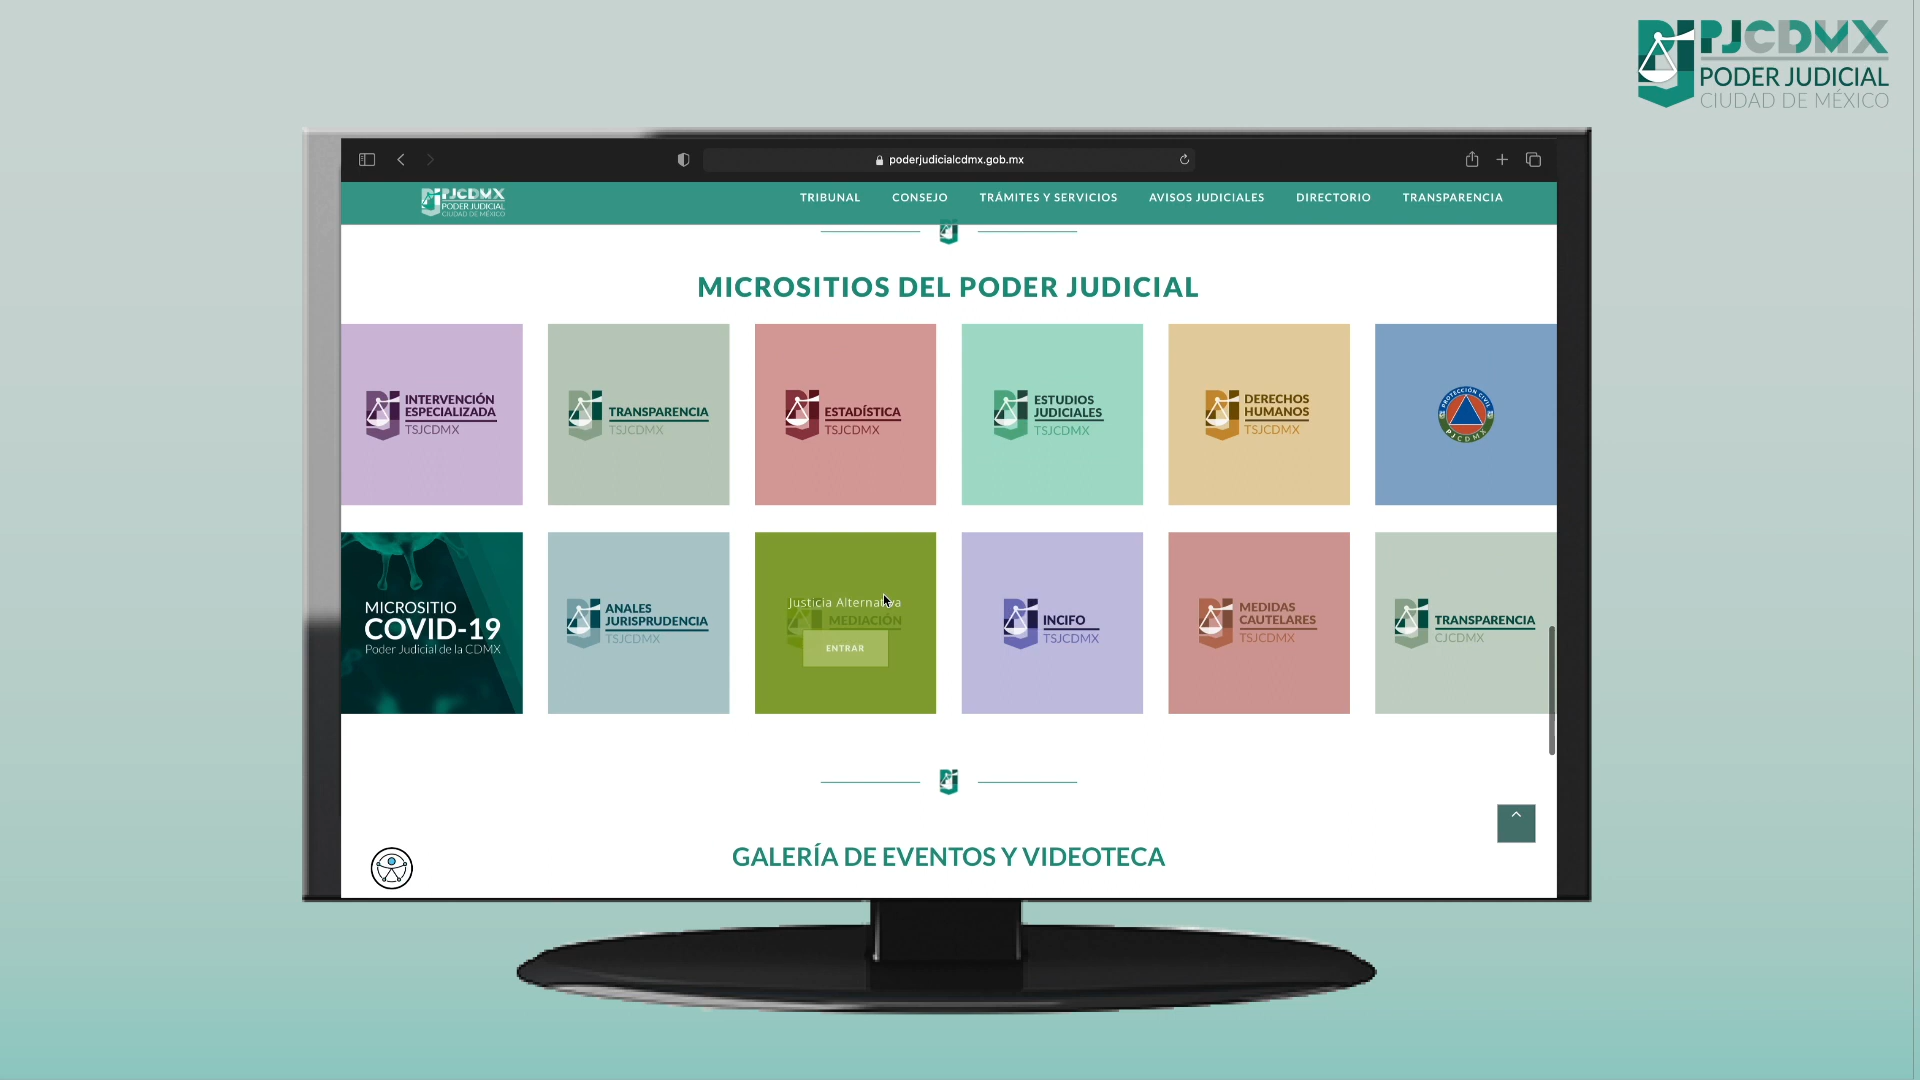 PJCDMX
PODER JUDICIAL
CIUDAD DE MÉXICO
poderjudicialcdmx.gob.mx
PJCDMX
PODER JUDICIAL
CIUDAD DE MÉXICO
TRIBUNAL
CONSEJO
TRÁMITES Y SERVICIOS
AVISOS JUDICIALES
DIRECTORIO
TRANSPARENCIA
MICROSITIOS DEL PODER JUDICIAL
INTERVENCIÓN
ESPECIALIZADA
TSJCDMX
TRANSPARENCIA
TSJCDMX
ESTADÍSTICA
TSJCDMX
ESTUDIOS
JUDICIALES
TSJCDMX
DERECHOS
HUMANOS
TSJCDMX
PROTECCIÓN CIVIL
PJCDMX
MICROSITIO
COVID-19
Poder Judicial de la CDMX
ANALES
JURISPRUDENCIA
TSJCDMX
Justicia Alternativa
MEDIACIÓN
ENTRAR
INCIFO
TSJCDMX
MEDIDAS
CAUTELARES
TSJCDMX
TRANSPARENCIA
CJCDMX
GALERÍA DE EVENTOS Y VIDEOTECA